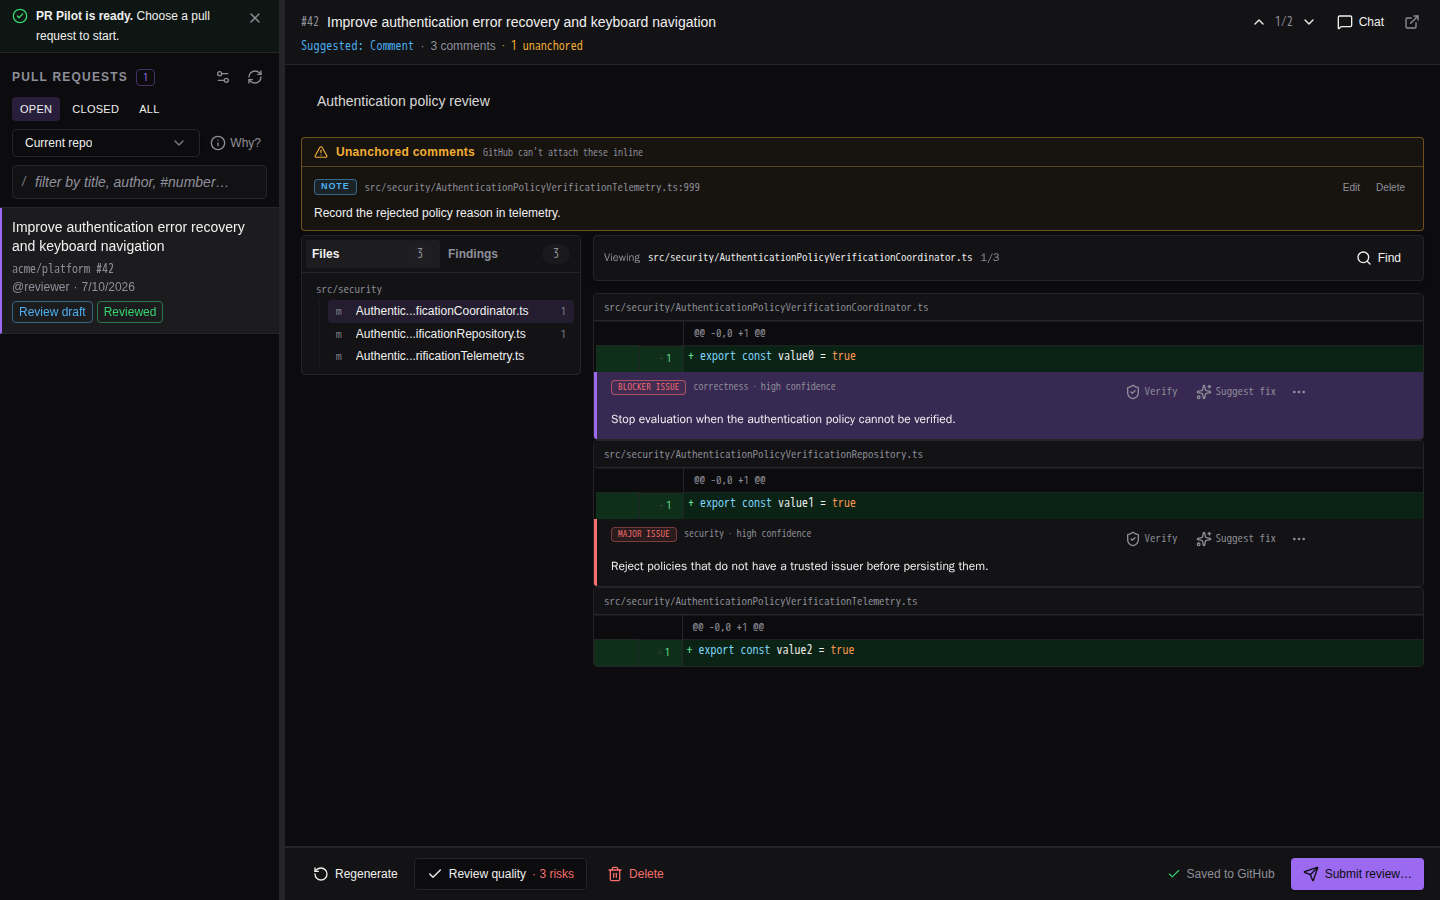 PR Pilot is ready. Choose a pull
request to start.
PULL REQUESTS 1
OPEN CLOSED ALL
Current repo Why?
/ filter by title, author, #number…
Improve authentication error recovery
and keyboard navigation
acme/platform #42
@reviewer · 7/10/2026
Review draft Reviewed
#42 Improve authentication error recovery and keyboard navigation
1/2 Chat
Suggested: Comment · 3 comments · 1 unanchored
Authentication policy review
Unanchored comments GitHub can't attach these inline
NOTE src/security/AuthenticationPolicyVerificationTelemetry.ts:999 Edit Delete
Record the rejected policy reason in telemetry.
Files 3 Findings 3
src/security
m Authentic...ficationCoordinator.ts 1
m Authentic...ificationRepository.ts 1
m Authentic...rificationTelemetry.ts
Viewing src/security/AuthenticationPolicyVerificationCoordinator.ts 1/3 Find
src/security/AuthenticationPolicyVerificationCoordinator.ts
@@ -0,0 +1 @@
1 + export const value0 = true
BLOCKER ISSUE correctness · high confidence Verify Suggest fix ···
Stop evaluation when the authentication policy cannot be verified.
src/security/AuthenticationPolicyVerificationRepository.ts
@@ -0,0 +1 @@
1 + export const value1 = true
MAJOR ISSUE security · high confidence Verify Suggest fix ···
Reject policies that do not have a trusted issuer before persisting them.
src/security/AuthenticationPolicyVerificationTelemetry.ts
@@ -0,0 +1 @@
1 + export const value2 = true
Regenerate Review quality · 3 risks Delete Saved to GitHub Submit review…